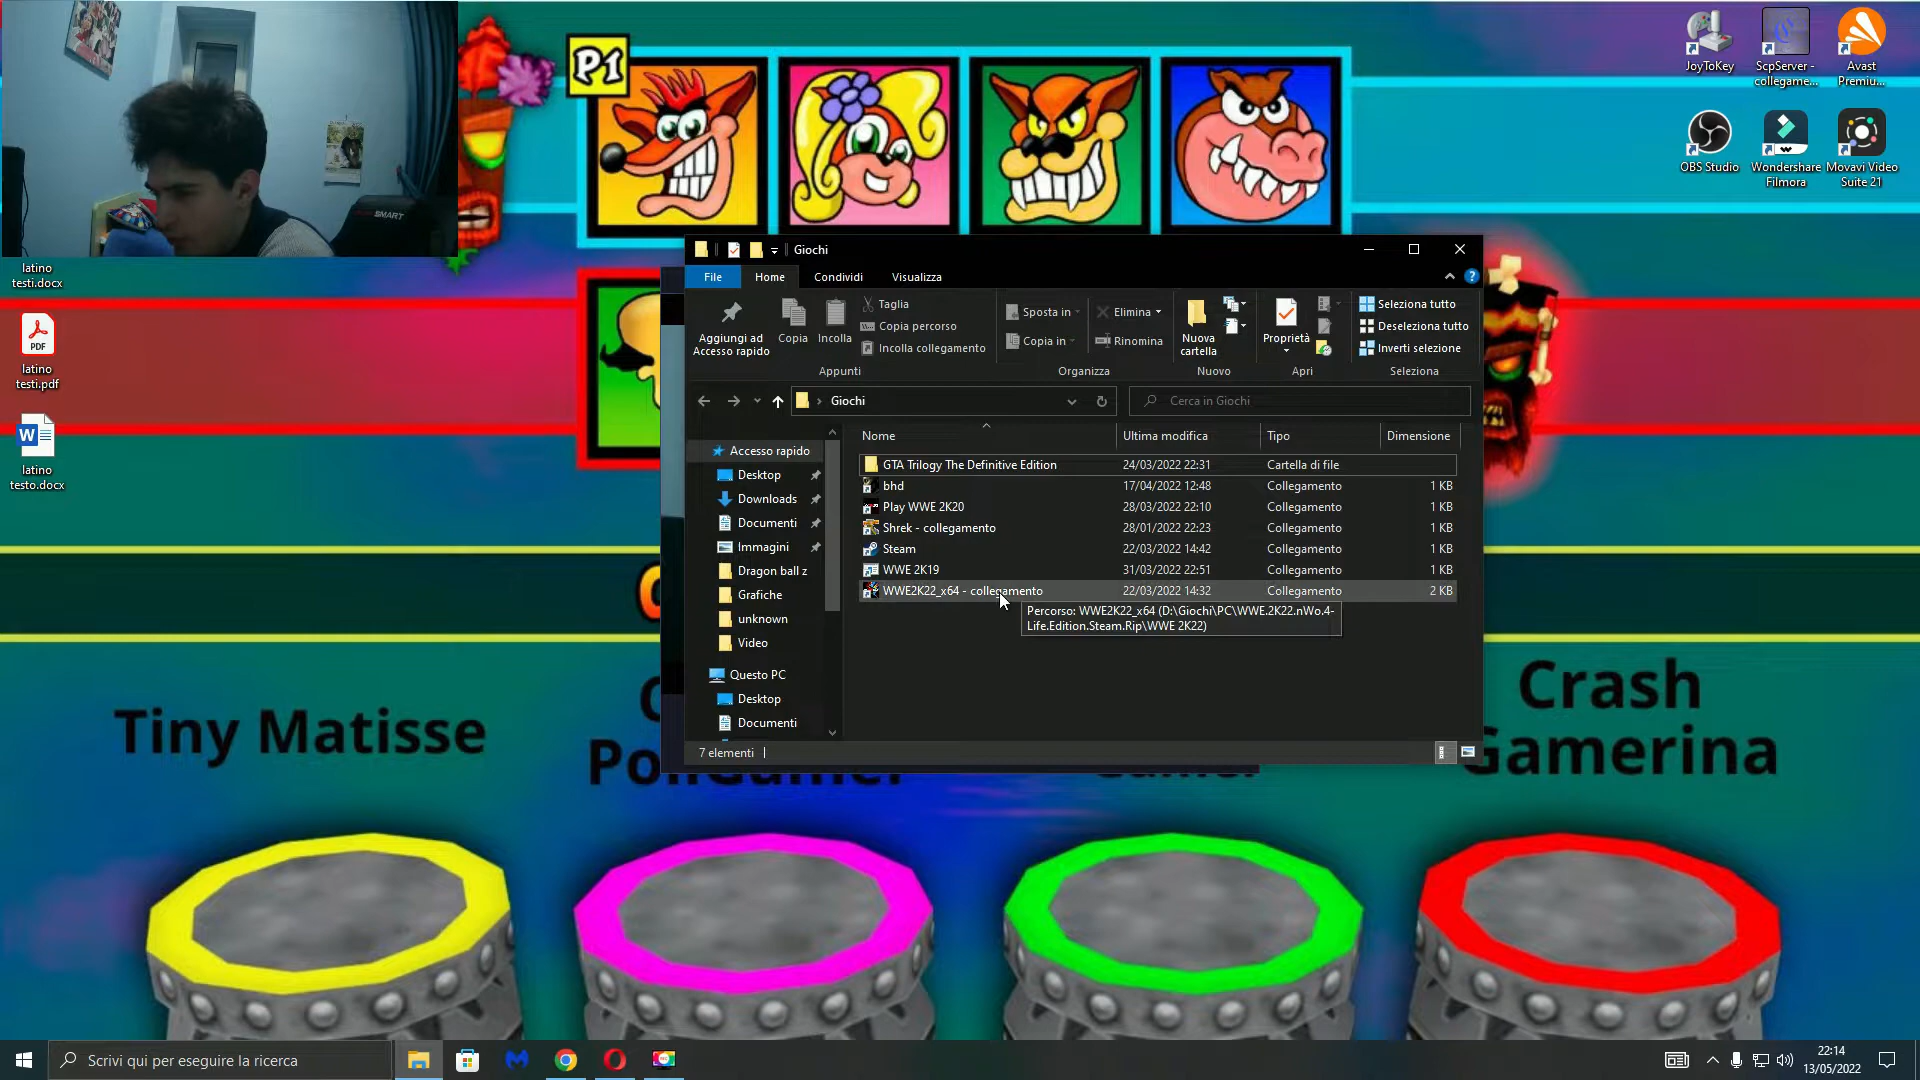 P1
JoyToKey
ScpServer -
collegame...
Avast
Premiu...
OBS Studio
Wondershare
Filmora
Movavi Video
Suite 21
SMART
latino
testi.docx
PDF
latino
testi.pdf
W
latino
testo.docx
Giochi
File
Home
Condividi
Visualizza
Aggiungi ad
Accesso rapido
Copia
Incolla
Taglia
Copia percorso
Incolla collegamento
Appunti
Sposta in
Copia in
Elimina
Rinomina
Organizza
Nuova
cartella
Nuovo
Proprietà
Apri
Seleziona tutto
Deseleziona tutto
Inverti selezione
Seleziona
Giochi
Cerca in Giochi
Accesso rapido
Desktop
Downloads
Documenti
Immagini
Dragon ball z
Grafiche
unknown
Video
Questo PC
Desktop
Documenti
Nome Ultima modifica Tipo Dimensione
GTA Trilogy The Definitive Edition 24/03/2022 22:31 Cartella di file
bhd 17/04/2022 12:48 Collegamento 1 KB
Play WWE 2K20 28/03/2022 22:10 Collegamento 1 KB
Shrek - collegamento 28/01/2022 22:23 Collegamento 1 KB
Steam 22/03/2022 14:42 Collegamento 1 KB
WWE 2K19 31/03/2022 22:51 Collegamento 1 KB
WWE2K22_x64 - collegamento 22/03/2022 14:32 Collegamento 2 KB
Percorso: WWE2K22_x64 (D:\Giochi\PC\WWE.2K22.nWo.4-
Life.Edition.Steam.Rip\WWE 2K22)
7 elementi
Tiny Matisse
Crash
Gamerina
Scrivi qui per eseguire la ricerca
22:14
13/05/2022